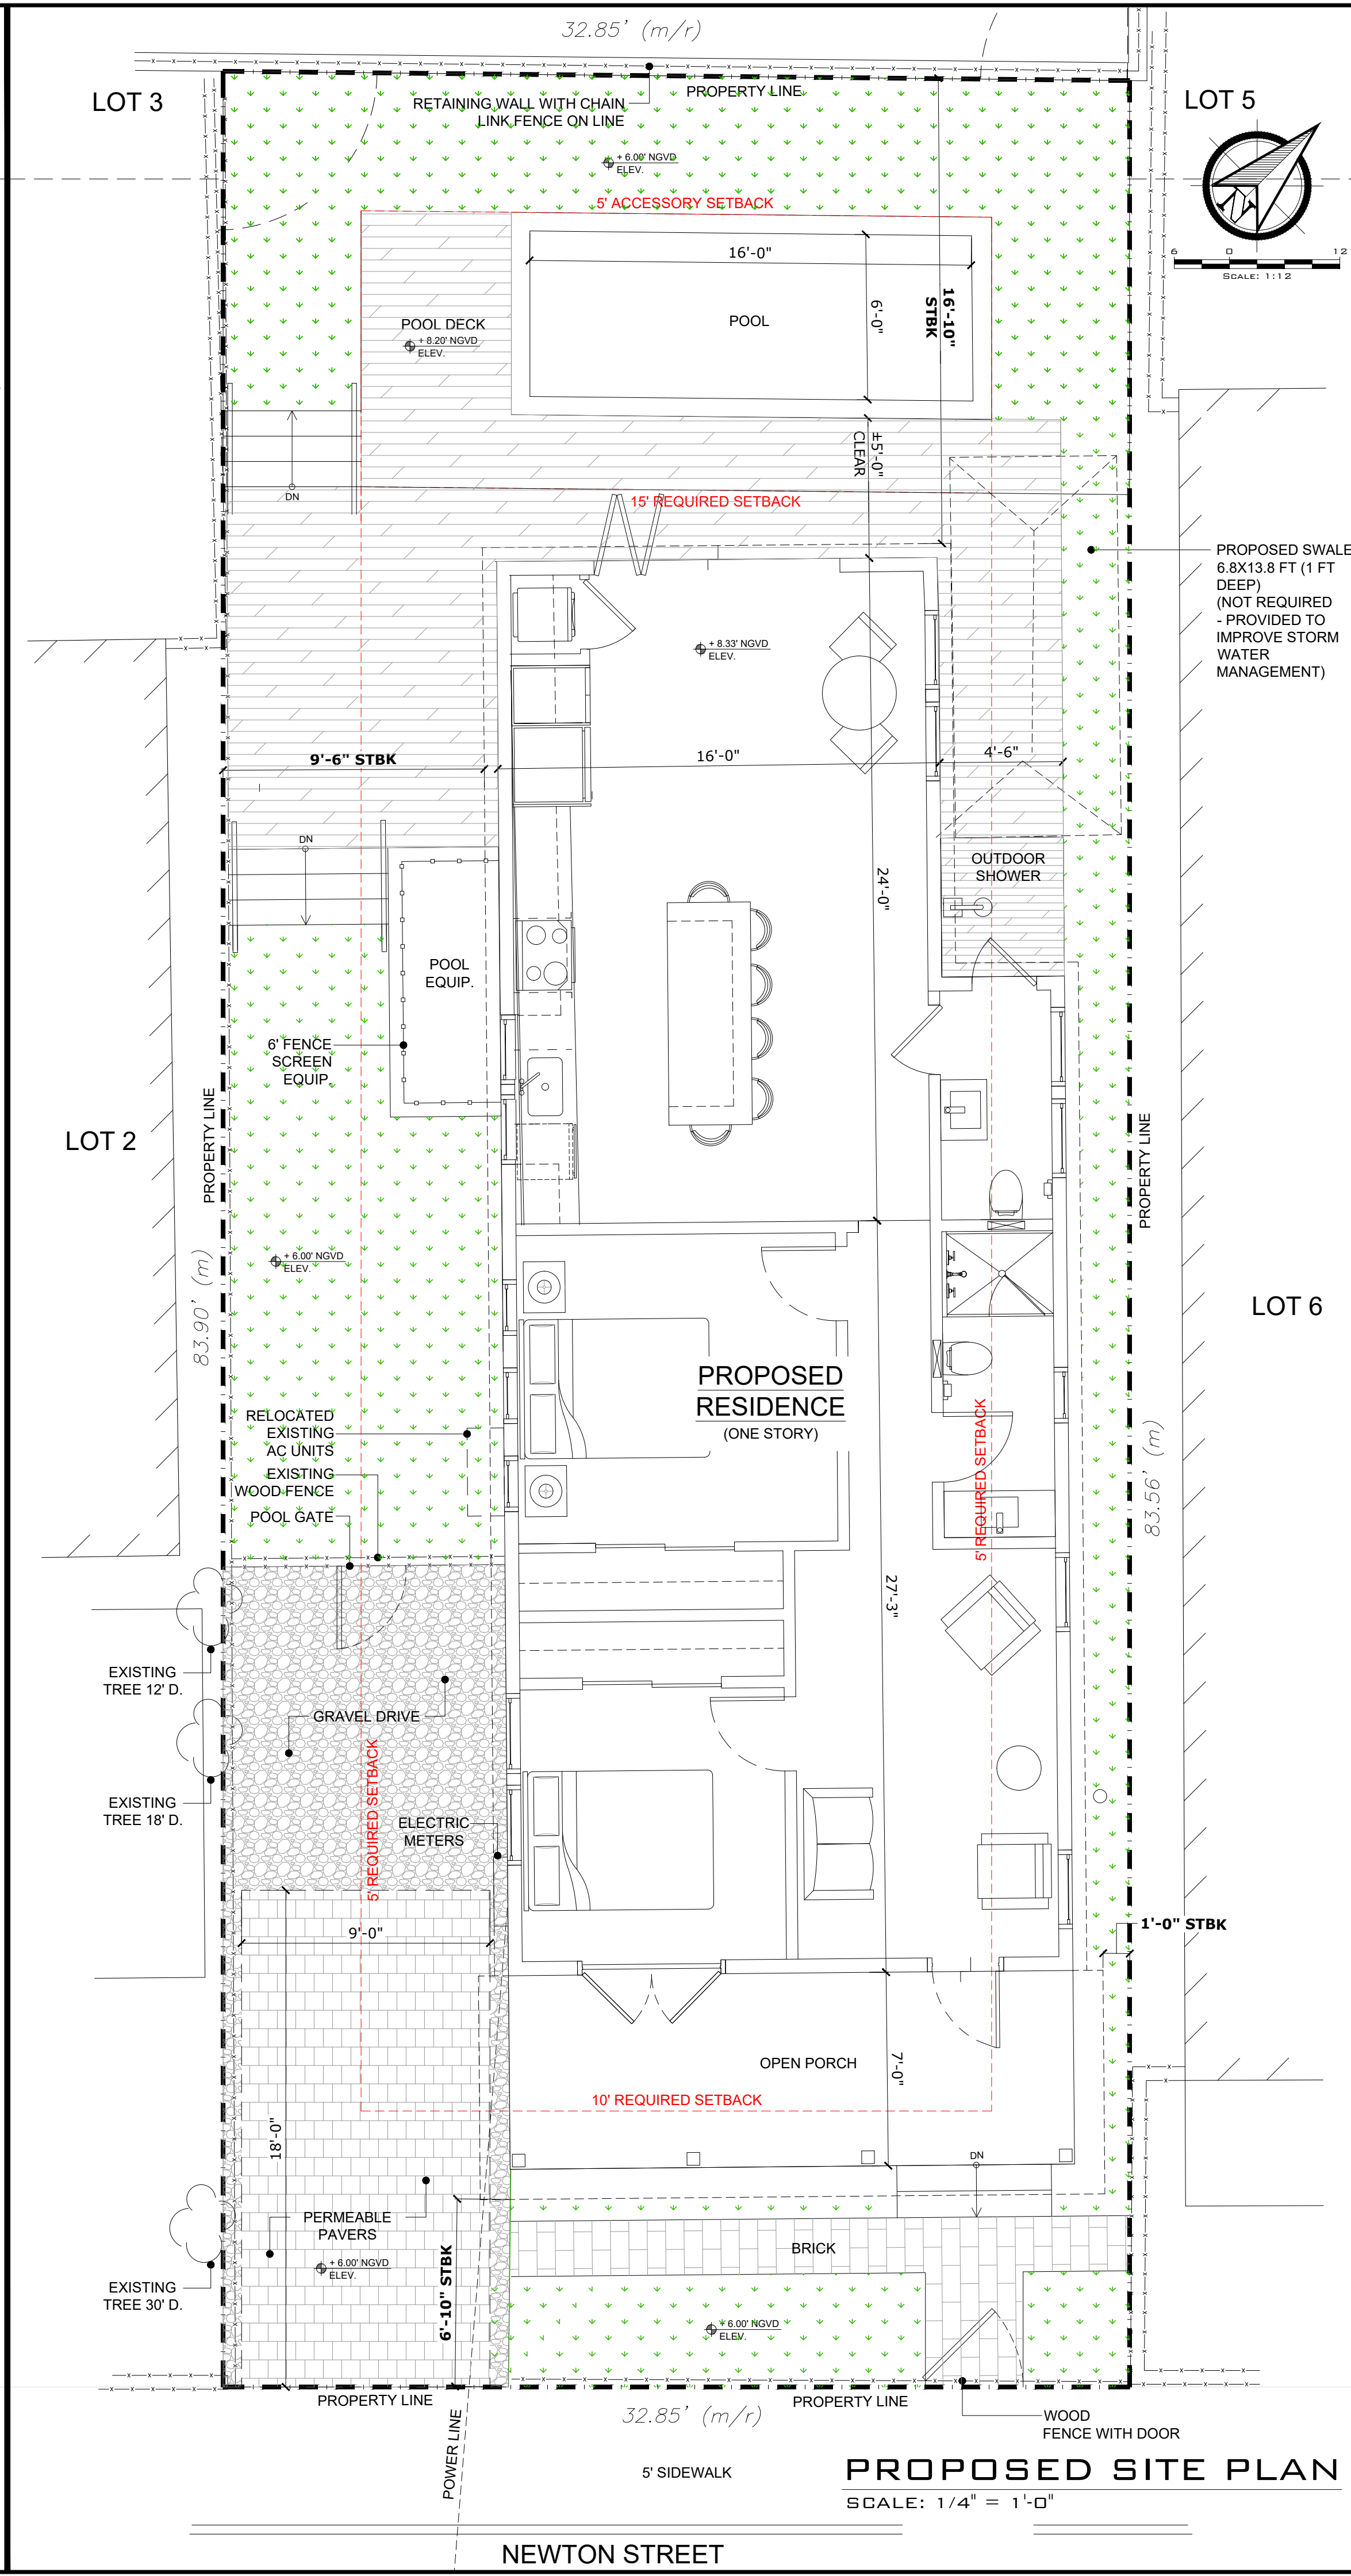 32.85' (m/r)
LOT 3
RETAINING WALL WITH CHAIN
LINK FENCE ON LINE
PROPERTY LINE
LOT 5
+ 6.00' NGVD
ELEV.
N
5' ACCESSORY SETBACK
6 0 12
SCALE: 1:12
16'-0"
POOL
6'-0"
16'-10"
STBK
POOL DECK
+ 8.20' NGVD
ELEV.
±5'-0"
CLEAR
DN
15' REQUIRED SETBACK
PROPOSED SWALE
6.8X13.8 FT (1 FT
DEEP)
(NOT REQUIRED
- PROVIDED TO
IMPROVE STORM
WATER
MANAGEMENT)
+ 8.33' NGVD
ELEV.
9'-6" STBK
16'-0"
4'-6"
DN
OUTDOOR
SHOWER
24'-0"
POOL
EQUIP.
6' FENCE
SCREEN
EQUIP.
PROPERTY LINE
LOT 2
PROPERTY LINE
+ 6.00' NGVD
ELEV.
83.90' (m)
LOT 6
PROPOSED
RESIDENCE
(ONE STORY)
RELOCATED
EXISTING
AC UNITS
EXISTING
WOOD FENCE
POOL GATE
5' REQUIRED SETBACK
83.56' (m)
27'-3"
EXISTING
TREE 12' D.
GRAVEL DRIVE
5' REQUIRED SETBACK
EXISTING
TREE 18' D.
ELECTRIC
METERS
9'-0"
1'-0" STBK
OPEN PORCH
7'-0"
10' REQUIRED SETBACK
18'-0"
DN
PERMEABLE
PAVERS
+ 6.00' NGVD
ELEV.
6'-10" STBK
BRICK
EXISTING
TREE 30' D.
+ 6.00' NGVD
ELEV.
PROPERTY LINE
PROPERTY LINE
32.85' (m/r)
WOOD
FENCE WITH DOOR
POWER LINE
5' SIDEWALK
PROPOSED SITE PLAN
SCALE: 1/4" = 1'-0"
NEWTON STREET